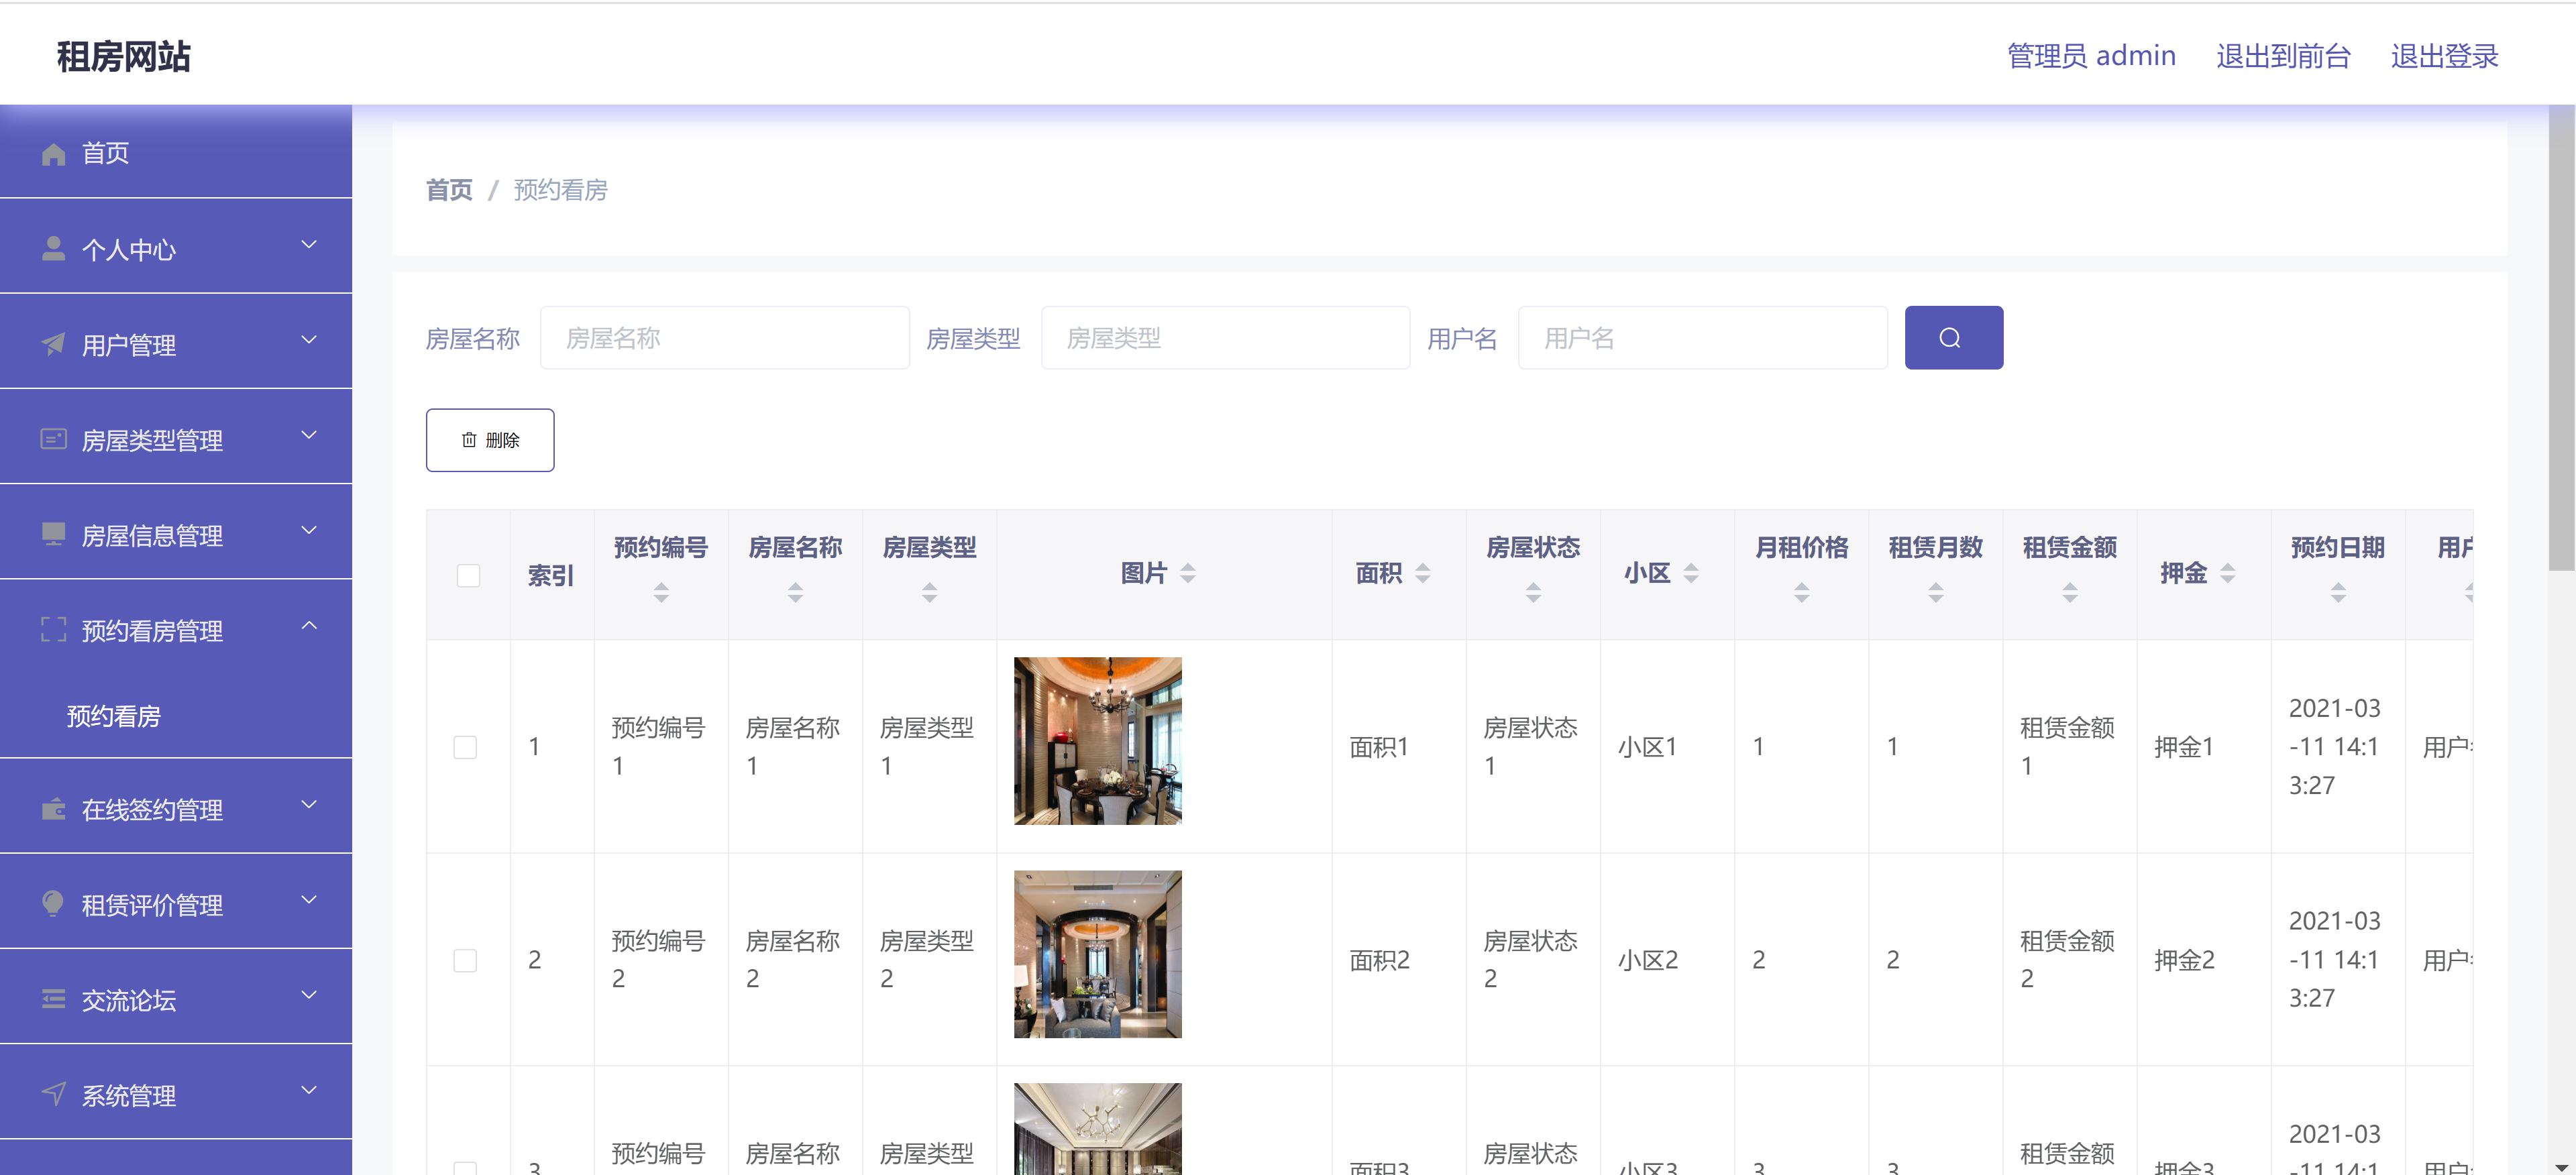 租房网站
管理员 admin 退出到前台 退出登录
首页
个人中心
用户管理
房屋类型管理
房屋信息管理
预约看房管理
预约看房
在线签约管理
租赁评价管理
交流论坛
系统管理
首页 / 预约看房
房屋名称 房屋名称 房屋类型 房屋类型 用户名 用户名
删除
索引 预约编号 房屋名称 房屋类型 图片 面积 房屋状态 小区 月租价格 租赁月数 租赁金额 押金 预约日期 用户
1 预约编号1 房屋名称1 房屋类型1 面积1 房屋状态1 小区1 1 1 租赁金额1 押金1 2021-03-11 14:13:27 用户
2 预约编号2 房屋名称2 房屋类型2 面积2 房屋状态2 小区2 2 2 租赁金额2 押金2 2021-03-11 14:13:27 用户
3 预约编号 房屋名称 房屋类型 面积3 房屋状态 小区3 3 3 租赁金额 押金3 2021-03-11 14:1 用户